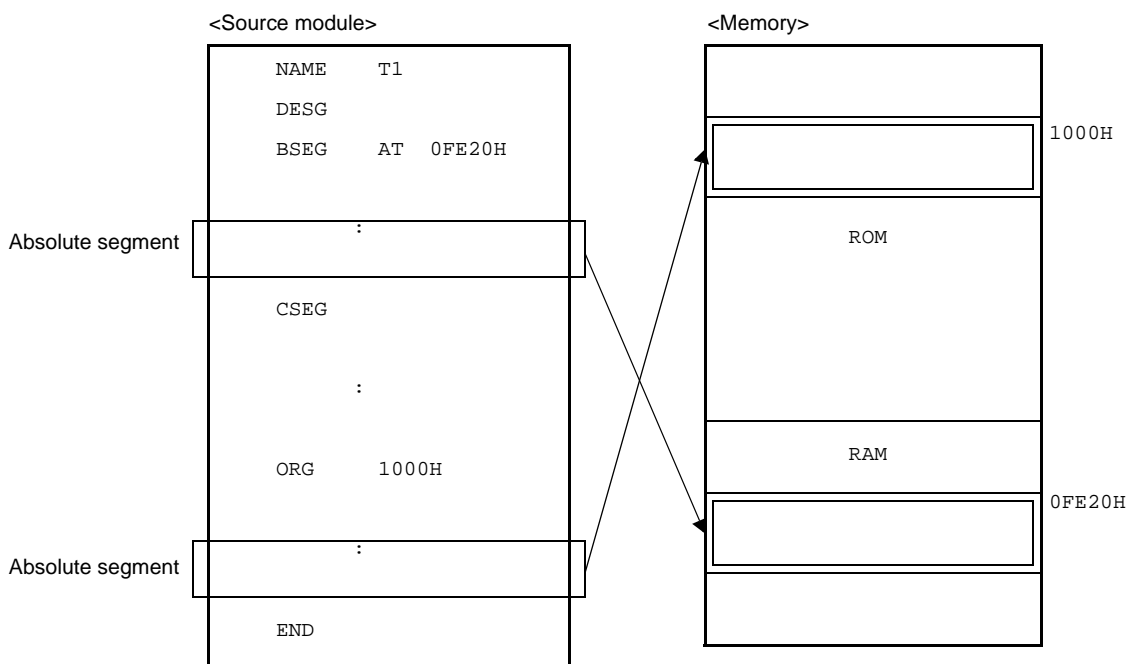 <Source module>
NAME T1
DESG
BSEG AT 0FE20H
Absolute segment
:
CSEG
:
ORG 1000H
Absolute segment
:
END
<Memory>
1000H
ROM
RAM
0FE20H